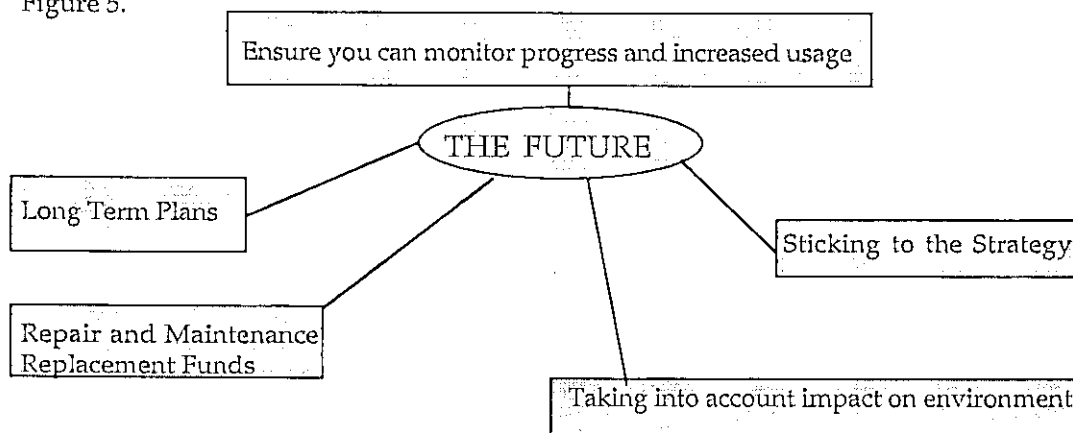 Figure 5.
Ensure you can monitor progress and increased usage
THE FUTURE
Long Term Plans
Sticking to the Strategy
Repair and Maintenance
Replacement Funds
Taking into account impact on environment